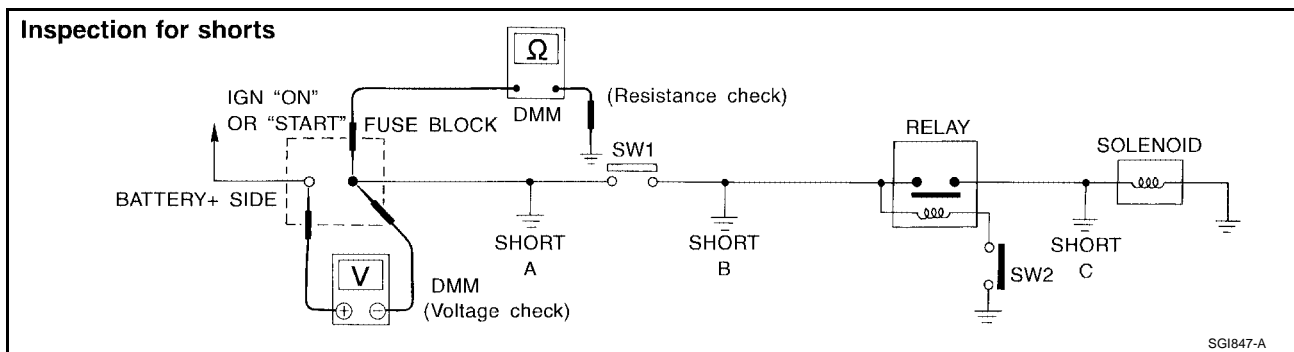 Inspection for shorts
Ω
IGN "ON"
OR "START"
FUSE BLOCK
DMM
(Resistance check)
SW1
RELAY
SOLENOID
BATTERY+ SIDE
SHORT
A
SHORT
B
SHORT
C
SW2
V
+ -
DMM
(Voltage check)
SGI847-A